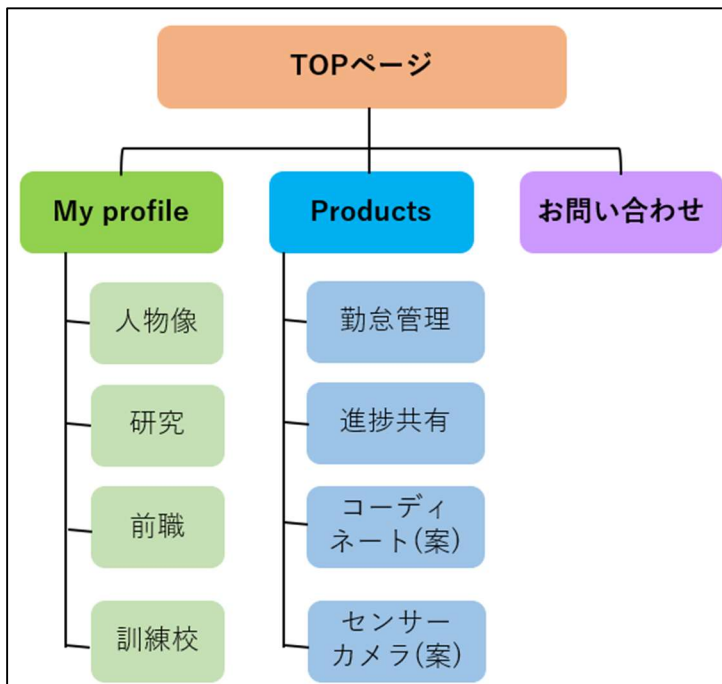 TOPページ
My profile
Products
お問い合わせ
人物像
研究
前職
訓練校
勤怠管理
進捗共有
コーディ
ネート(案)
センサー
カメラ(案)